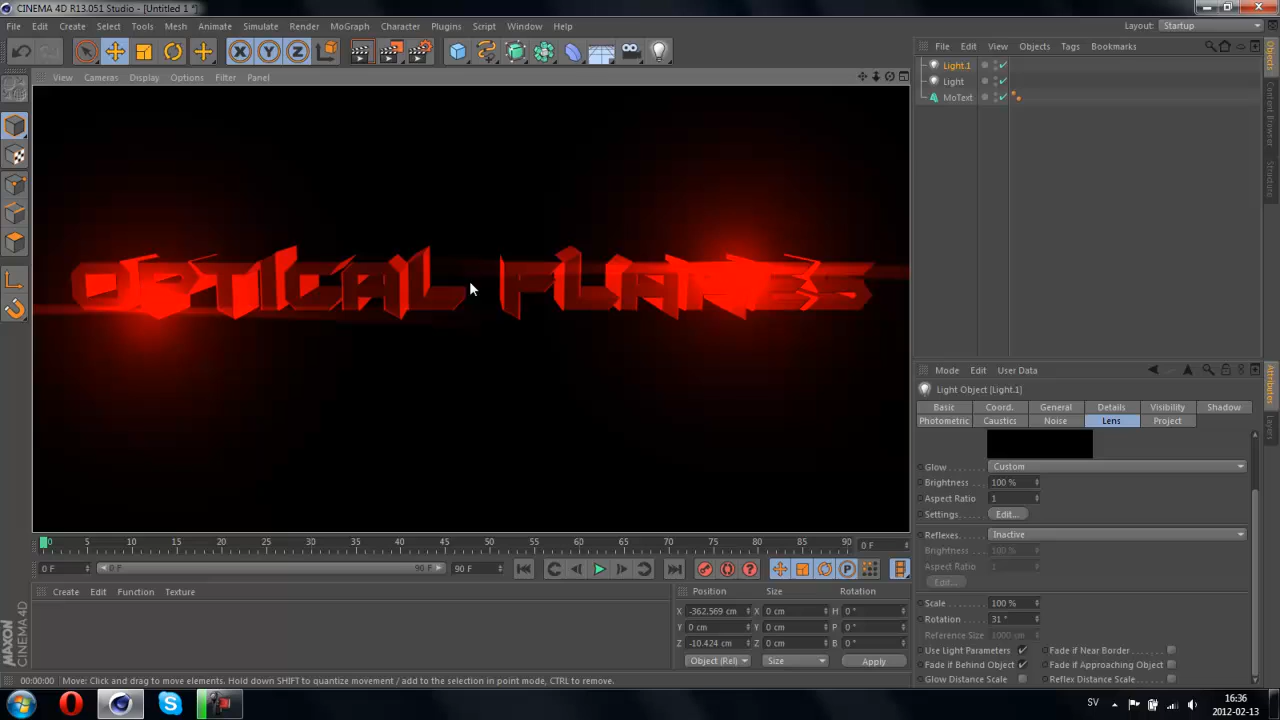 CINEMA 4D R13.051 Studio - [Untitled 1 *]
File Edit Create Select Tools Mesh Animate Simulate Render MoGraph Character Plugins Script Window Help
Layout: Startup
X Y Z
File Edit View Objects Tags Bookmarks
View Cameras Display Options Filter Panel
Light.1
Light
MoText
Objects
Content Browser
Structure
OPTICAL FLARES
Mode Edit User Data
Attributes
Layers
Light Object [Light.1]
Basic Coord. General Details Visibility Shadow
Photometric Caustics Noise Lens Project
Glow Custom
Brightness 100 %
Aspect Ratio 1
Settings Edit...
Reflexes Inactive
Brightness 100 %
Aspect Ratio 1
Edit...
Scale 100 %
Rotation 31 °
Reference Size 1000 cm
Use Light Parameters Fade if Near Border
Fade if Behind Object Fade if Approaching Object
Glow Distance Scale Reflex Distance Scale
0 5 10 15 20 25 30 35 40 45 50 55 60 65 70 75 80 85 90 0 F
0 F 0 F 90 F 90 F
P
Create Edit Function Texture
Position Size Rotation
X -362.569 cm X 0 cm H 0 °
Y 0 cm Y 0 cm P 0 °
Z -10.424 cm Z 0 cm B 0 °
Object (Rel) Size Apply
MAXON CINEMA4D
00:00:00 Move: Click and drag to move elements. Hold down SHIFT to quantize movement / add to the selection in point mode, CTRL to remove.
SV
16:36
2012-02-13